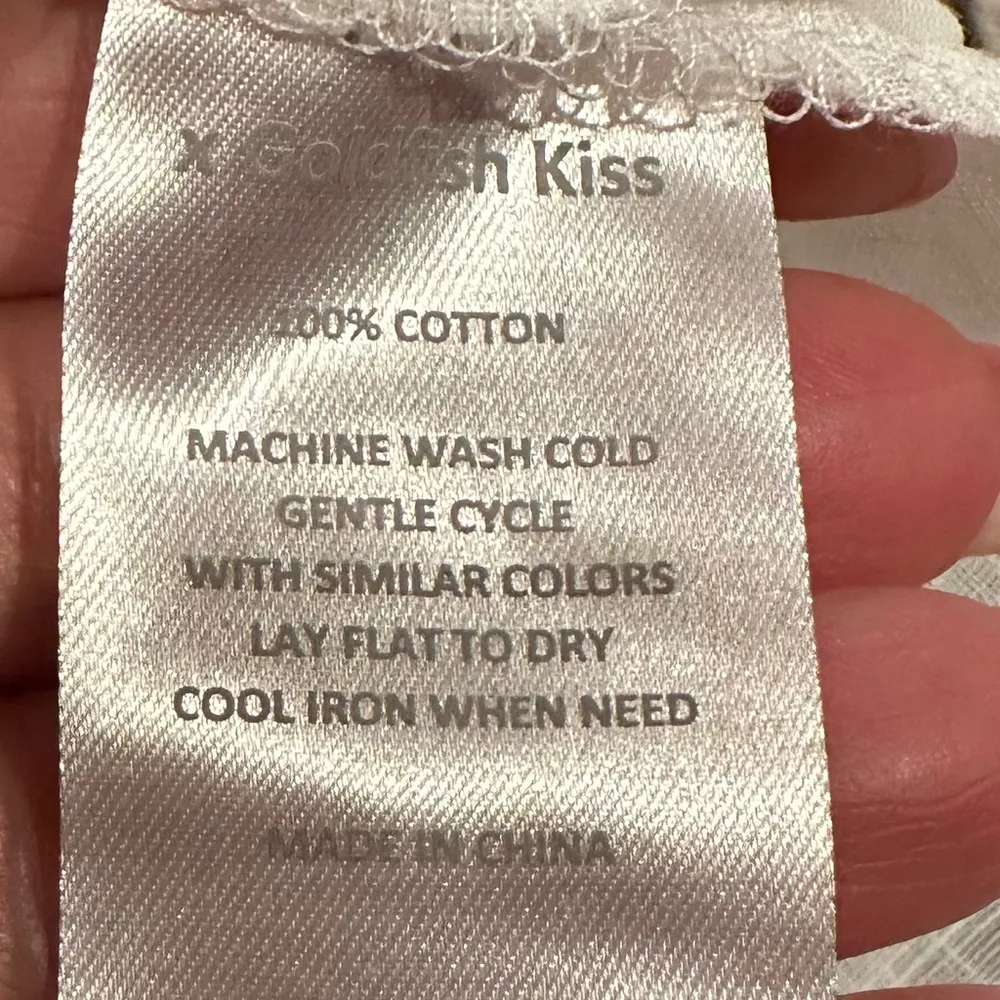 X Goldfish Kiss
100% COTTON
MACHINE WASH COLD
GENTLE CYCLE
WITH SIMILAR COLORS
LAY FLAT TO DRY
COOL IRON WHEN NEED
MADE IN CHINA